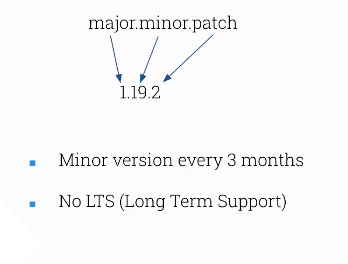 major.minor.patch
1.19.2
Minor version every 3 months
No LTS (Long Term Support)